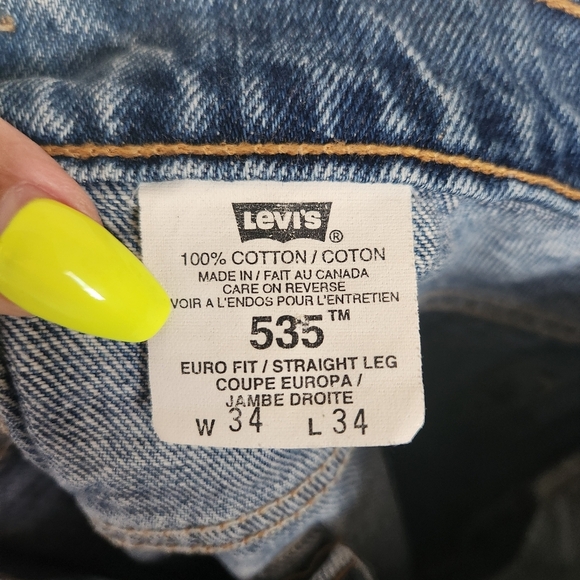 Levi's ®
100% COTTON / COTON
MADE IN / FAIT AU CANADA
CARE ON REVERSE
VOIR A L'ENDOS POUR L'ENTRETIEN
535™
EURO FIT / STRAIGHT LEG
COUPE EUROPA /
JAMBE DROITE
W 34 L 34